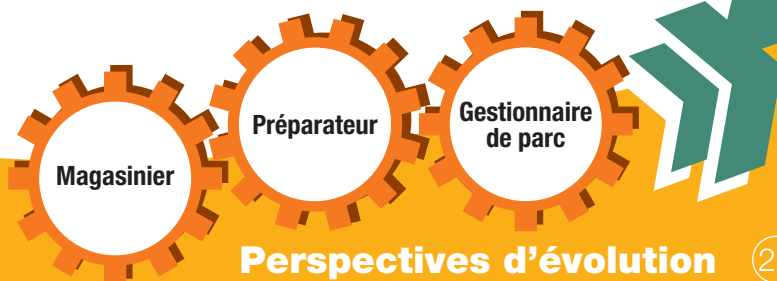 Magasinier
Préparateur
Gestionnaire
de parc
Perspectives d'évolution
2